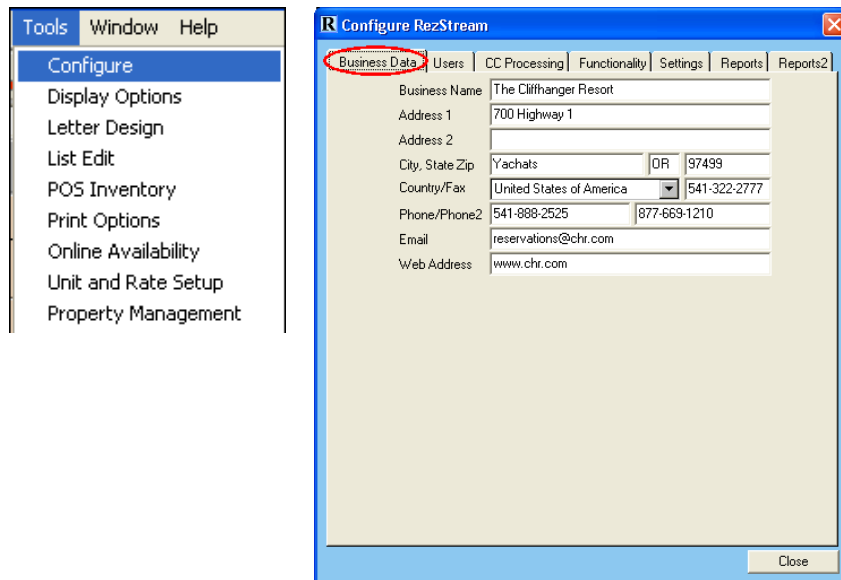 Tools Window Help
Configure
Display Options
Letter Design
List Edit
POS Inventory
Print Options
Online Availability
Unit and Rate Setup
Property Management
R Configure RezStream
Business Data Users CC Processing Functionality Settings Reports Reports2
Business Name The Cliffhanger Resort
Address 1 700 Highway 1
Address 2
City, State Zip Yachats OR 97499
Country/Fax United States of America 541-322-2777
Phone/Phone2 541-888-2525 877-669-1210
Email reservations@chr.com
Web Address www.chr.com
Close